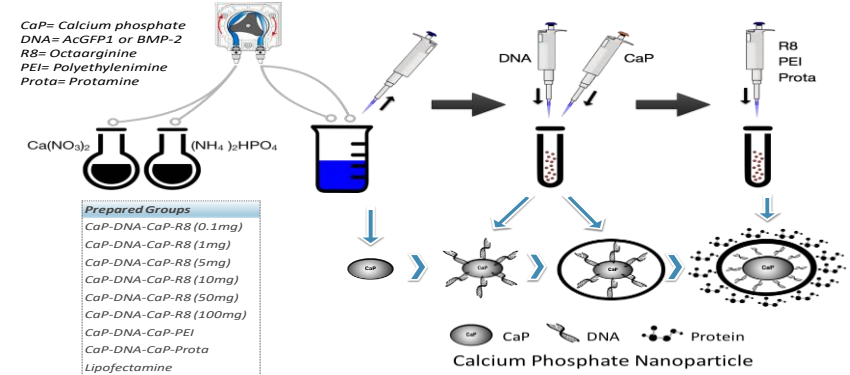 CaP= Calcium phosphate
DNA= AcGFP1 or BMP-2
R8= Octaarginine
PEI= Polyethylenimine
Prota= Protamine
DNA
CaP
R8
PEI
Prota
Ca(NO3)2
(NH4 )2HPO4
Prepared Groups
CaP-DNA-CaP-R8 (0.1mg)
CaP-DNA-CaP-R8 (1mg)
CaP-DNA-CaP-R8 (5mg)
CaP-DNA-CaP-R8 (10mg)
CaP-DNA-CaP-R8 (50mg)
CaP-DNA-CaP-R8 (100mg)
CaP-DNA-CaP-PEI
CaP-DNA-CaP-Prota
Lipofectamine
CaP
CaP
CaP
CaP
CaP
CaP
DNA
Protein
Calcium Phosphate Nanoparticle